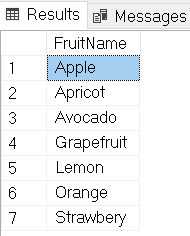 Results Messages
FruitName
1 Apple
2 Apricot
3 Avocado
4 Grapefruit
5 Lemon
6 Orange
7 Strawbery